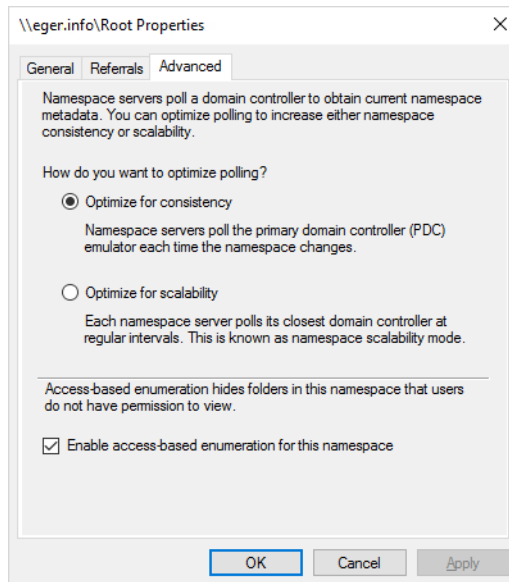 \\eger.info\Root Properties
General Referrals Advanced
Namespace servers poll a domain controller to obtain current namespace
metadata. You can optimize polling to increase either namespace
consistency or scalability.
How do you want to optimize polling?
Optimize for consistency
Namespace servers poll the primary domain controller (PDC)
emulator each time the namespace changes.
Optimize for scalability
Each namespace server polls its closest domain controller at
regular intervals. This is known as namespace scalability mode.
Access-based enumeration hides folders in this namespace that users
do not have permission to view.
Enable access-based enumeration for this namespace
OK Cancel Apply